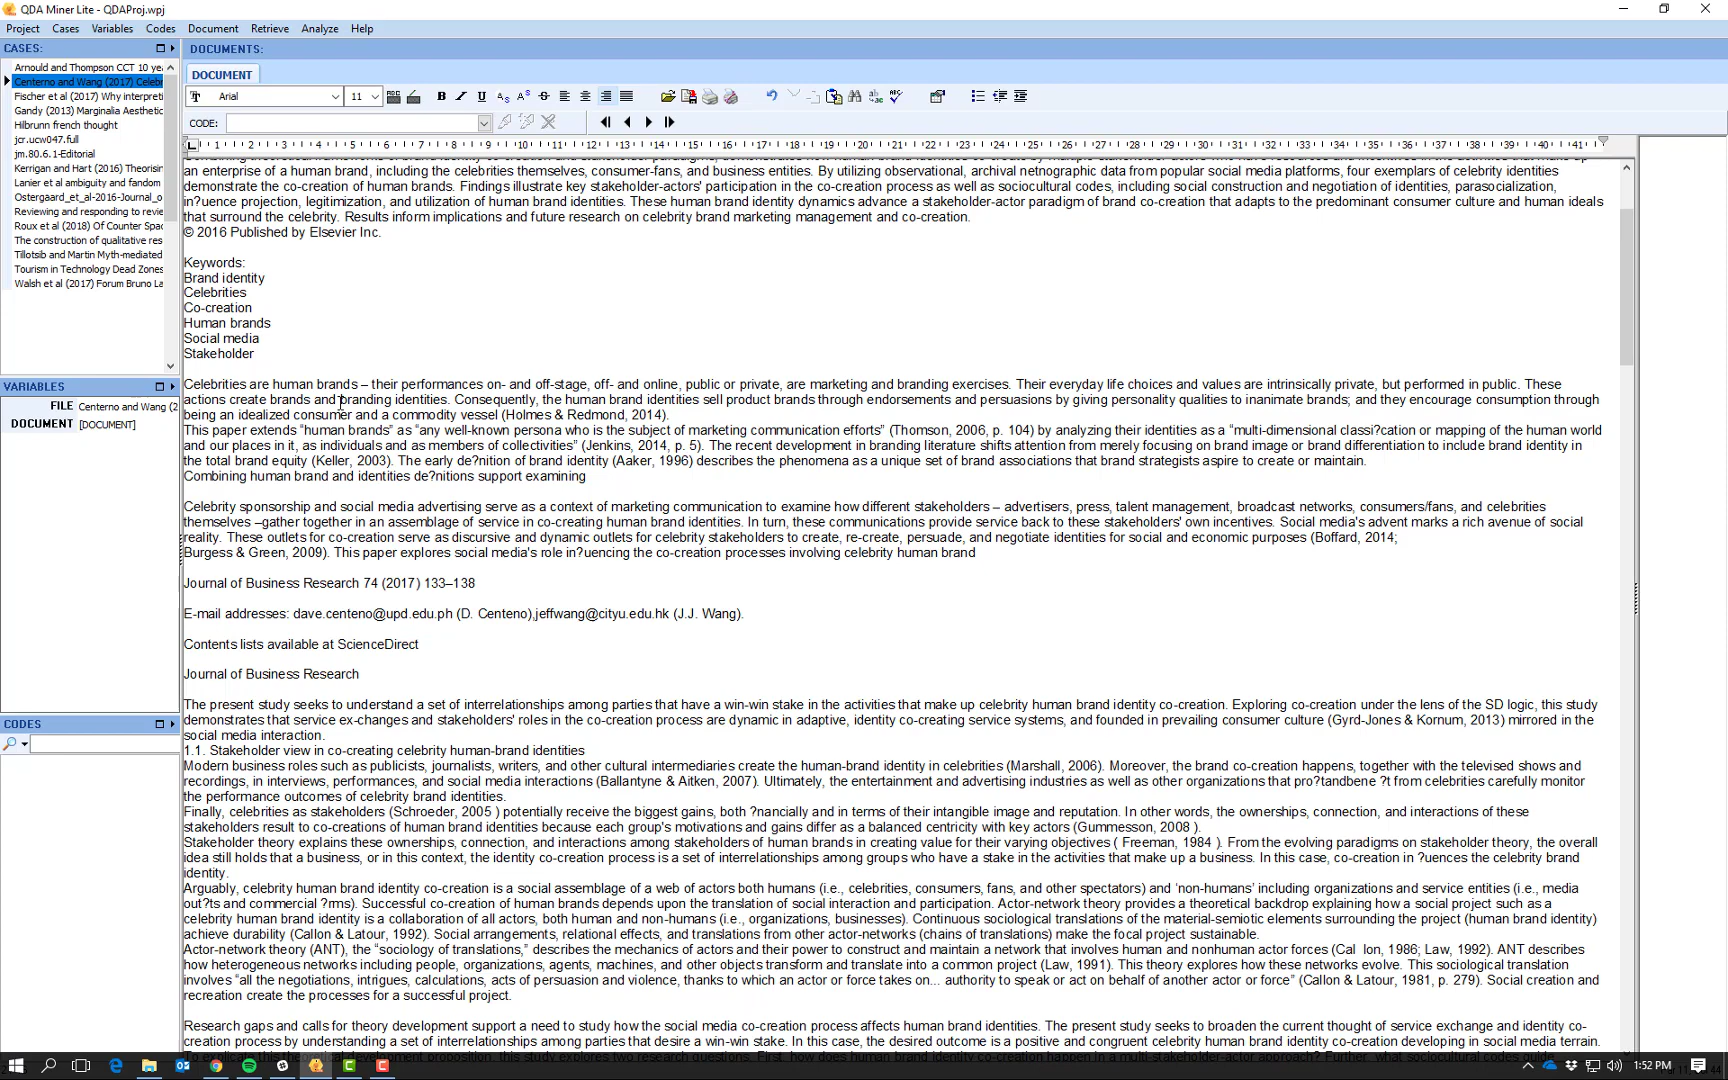 QDA Miner Lite - QDAProj.wpj
Project Cases Variables Codes Document Retrieve Analyze Help
CASES:
Arnould and Thompson CCT 10 ye
Centerno and Wang (2017) Celebr
Fischer et al (2017) Why interpreti
Gandy (2013) Marginalia Aesthetic
Hilbrunn french thought
jcr.ucw047.full
jm.80.6.1-Editorial
Kerrigan and Hart (2016) Theorisin
Lanier et al ambiguity and fandom
Ostergaard_et_al-2016-Journal_o
Reviewing and responding to revie
Roux et al (2018) Of Counter Spac
The construction of qualitative res
Tillotsib and Martin Myth-mediated
Tourism in Technology Dead Zones
Walsh et al (2017) Forum Bruno La
VARIABLES
FILE Centerno and Wang (2
DOCUMENT [DOCUMENT]
CODES
DOCUMENTS:
DOCUMENT
Arial 11
CODE:
1 2 3 4 5 6 7 8 9 10 11 12 13 14 15 16 17 18 19 20 21 22 23 24 25 26 27 28 29 30 31 32 33 34 35 36 37 38 39 40 41
an enterprise of a human brand, including the celebrities themselves, consumer-fans, and business entities. By utilizing observational, archival netnographic data from popular social media platforms, four exemplars of celebrity identities
demonstrate the co-creation of human brands. Findings illustrate key stakeholder-actors' participation in the co-creation process as well as sociocultural codes, including social construction and negotiation of identities, parasocialization,
in?uence projection, legitimization, and utilization of human brand identities. These human brand identity dynamics advance a stakeholder-actor paradigm of brand co-creation that adapts to the predominant consumer culture and human ideals
that surround the celebrity. Results inform implications and future research on celebrity brand marketing management and co-creation.
© 2016 Published by Elsevier Inc.
Keywords:
Brand identity
Celebrities
Co-creation
Human brands
Social media
Stakeholder
Celebrities are human brands – their performances on- and off-stage, off- and online, public or private, are marketing and branding exercises. Their everyday life choices and values are intrinsically private, but performed in public. These
actions create brands and branding identities. Consequently, the human brand identities sell product brands through endorsements and persuasions by giving personality qualities to inanimate brands; and they encourage consumption through
being an idealized consumer and a commodity vessel (Holmes & Redmond, 2014).
This paper extends “human brands” as “any well-known persona who is the subject of marketing communication efforts” (Thomson, 2006, p. 104) by analyzing their identities as a “multi-dimensional classi?cation or mapping of the human world
and our places in it, as individuals and as members of collectivities” (Jenkins, 2014, p. 5). The recent development in branding literature shifts attention from merely focusing on brand image or brand differentiation to include brand identity in
the total brand equity (Keller, 2003). The early de?nition of brand identity (Aaker, 1996) describes the phenomena as a unique set of brand associations that brand strategists aspire to create or maintain.
Combining human brand and identities de?nitions support examining
Celebrity sponsorship and social media advertising serve as a context of marketing communication to examine how different stakeholders – advertisers, press, talent management, broadcast networks, consumers/fans, and celebrities
themselves –gather together in an assemblage of service in co-creating human brand identities. In turn, these communications provide service back to these stakeholders' own incentives. Social media's advent marks a rich avenue of social
reality. These outlets for co-creation serve as discursive and dynamic outlets for celebrity stakeholders to create, re-create, persuade, and negotiate identities for social and economic purposes (Boffard, 2014;
Burgess & Green, 2009). This paper explores social media's role in?uencing the co-creation processes involving celebrity human brand
Journal of Business Research 74 (2017) 133–138
E-mail addresses: dave.centeno@upd.edu.ph (D. Centeno),jeffwang@cityu.edu.hk (J.J. Wang).
Contents lists available at ScienceDirect
Journal of Business Research
The present study seeks to understand a set of interrelationships among parties that have a win-win stake in the activities that make up celebrity human brand identity co-creation. Exploring co-creation under the lens of the SD logic, this study
demonstrates that service ex-changes and stakeholders' roles in the co-creation process are dynamic in adaptive, identity co-creating service systems, and founded in prevailing consumer culture (Gyrd-Jones & Kornum, 2013) mirrored in the
social media interaction.
1.1. Stakeholder view in co-creating celebrity human-brand identities
Modern business roles such as publicists, journalists, writers, and other cultural intermediaries create the human-brand identity in celebrities (Marshall, 2006). Moreover, the brand co-creation happens, together with the televised shows and
recordings, in interviews, performances, and social media interactions (Ballantyne & Aitken, 2007). Ultimately, the entertainment and advertising industries as well as other organizations that pro?tandbene ?t from celebrities carefully monitor
the performance outcomes of celebrity brand identities.
Finally, celebrities as stakeholders (Schroeder, 2005 ) potentially receive the biggest gains, both ?nancially and in terms of their intangible image and reputation. In other words, the ownerships, connection, and interactions of these
stakeholders result to co-creations of human brand identities because each group's motivations and gains differ as a balanced centricity with key actors (Gummesson, 2008 ).
Stakeholder theory explains these ownerships, connection, and interactions among stakeholders of human brands in creating value for their varying objectives ( Freeman, 1984 ). From the evolving paradigms on stakeholder theory, the overall
idea still holds that a business, or in this context, the identity co-creation process is a set of interrelationships among groups who have a stake in the activities that make up a business. In this case, co-creation in ?uences the celebrity brand
identity.
Arguably, celebrity human brand identity co-creation is a social assemblage of a web of actors both humans (i.e., celebrities, consumers, fans, and other spectators) and ‘non-humans’ including organizations and service entities (i.e., media
out?ts and commercial ?rms). Successful co-creation of human brands depends upon the translation of social interaction and participation. Actor-network theory provides a theoretical backdrop explaining how a social project such as a
celebrity human brand identity is a collaboration of all actors, both human and non-humans (i.e., organizations, businesses). Continuous sociological translations of the material-semiotic elements surrounding the project (human brand identity)
achieve durability (Callon & Latour, 1992). Social arrangements, relational effects, and translations from other actor-networks (chains of translations) make the focal project sustainable.
Actor-network theory (ANT), the “sociology of translations,” describes the mechanics of actors and their power to construct and maintain a network that involves human and nonhuman actor forces (Cal lon, 1986; Law, 1992). ANT describes
how heterogeneous networks including people, organizations, agents, machines, and other objects transform and translate into a common project (Law, 1991). This theory explores how these networks evolve. This sociological translation
involves “all the negotiations, intrigues, calculations, acts of persuasion and violence, thanks to which an actor or force takes on... authority to speak or act on behalf of another actor or force” (Callon & Latour, 1981, p. 279). Social creation and
recreation create the processes for a successful project.
Research gaps and calls for theory development support a need to study how the social media co-creation process affects human brand identities. The present study seeks to broaden the current thought of service exchange and identity co-
creation process by understanding a set of interrelationships among parties that desire a win-win stake. In this case, the desired outcome is a positive and congruent celebrity human brand identity co-creation developing in social media terrain.
1:52 PM